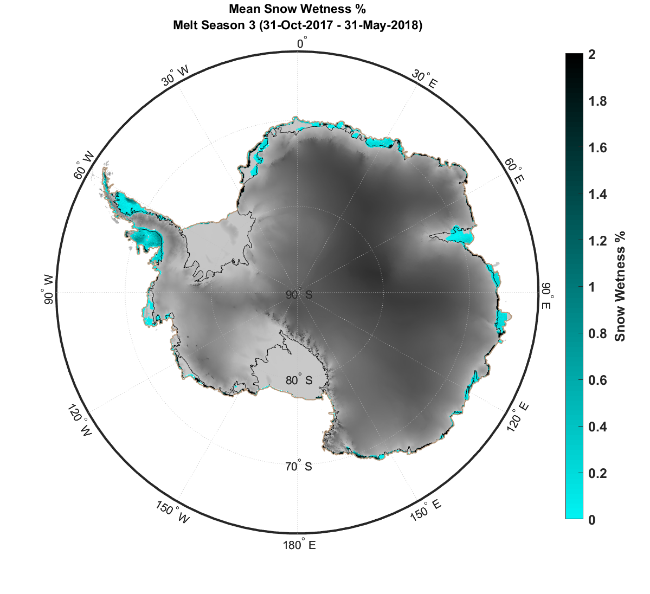 Mean Snow Wetness %
Melt Season 3 (31-Oct-2017 - 31-May-2018)
0° 
30° E
60° E
90° E
120° E
150° E
180° E
150° W
120° W
90° W
60° W
30° W
90° S
80° S
70° S
2
1.8
1.6
1.4
1.2
1
0.8
0.6
0.4
0.2
0
Snow Wetness %